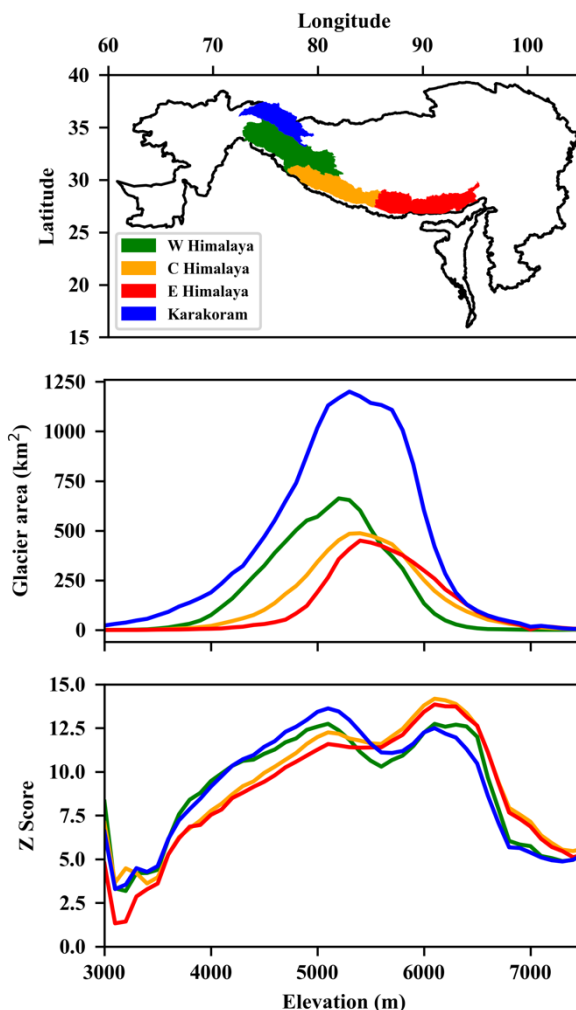 Longitude
60 70 80 90 100
40
35
30
25
20
15
Latitude
W Himalaya
C Himalaya
E Himalaya
Karakoram
1250
1000
750
500
250
0
Glacier area (km²)
15.0
12.5
10.0
7.5
5.0
2.5
0.0
Z Score
3000 4000 5000 6000 7000
Elevation (m)